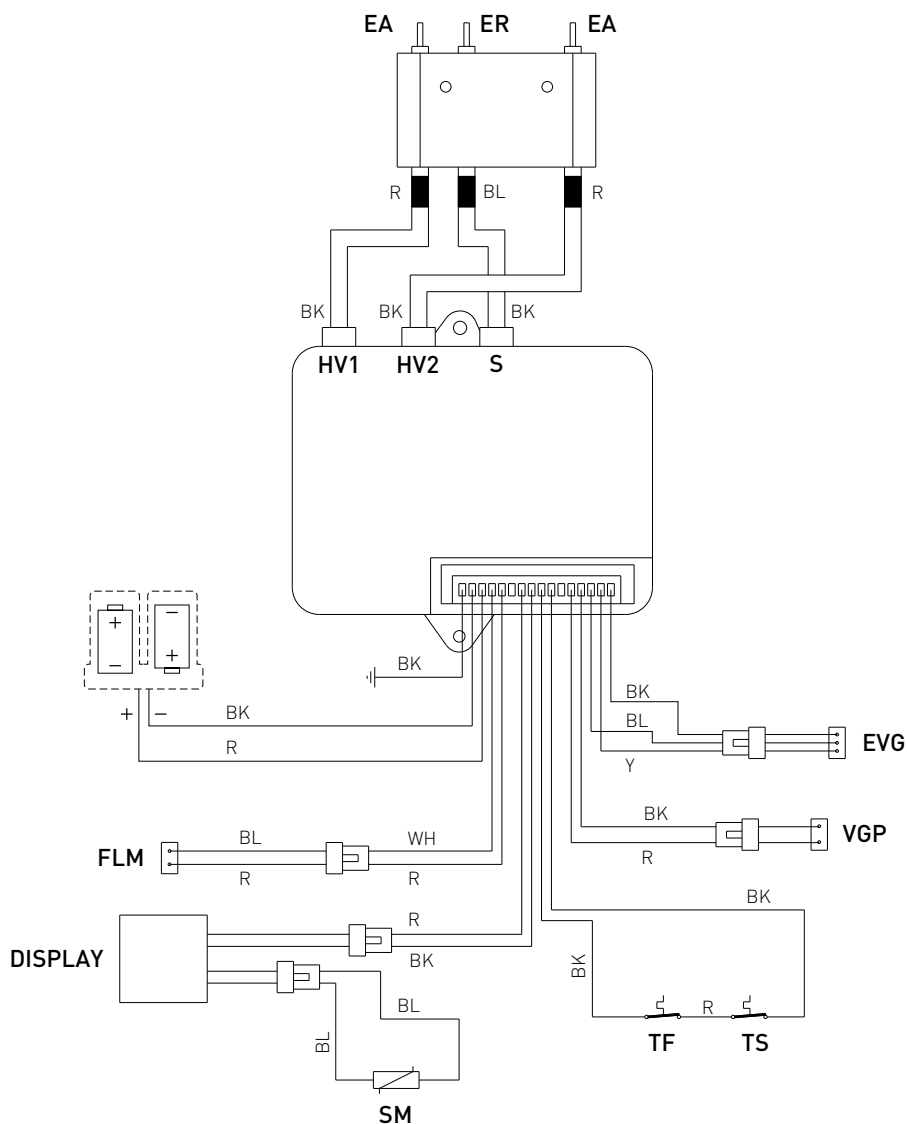 EA ER EA
R BL R
BK BK BK
HV1 HV2 S
+ −
− +
BK
+ −
BK
R
BK
BL
Y
EVG
BK
R
VGP
FLM
BL WH
R R
DISPLAY
R
BK
BL
BL
SM
BK
BK
R
TF TS